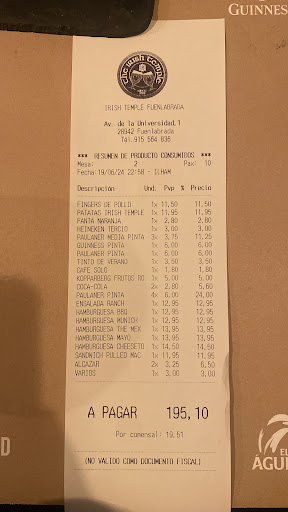 GUINNES
THE IRISH TEMPLE
IRISH TEMPLE FUENLABRADA
Av. de la Universidad,1
28942 Fuenlabrada
*** RESUMEN DE PRODUCTO CONSUMIDOS ***
Mesa: 2 Pax: 10
Fecha:19/06/24 22:58 - ILHAM
Descripción Und. Pvp % Precio
FINGERS DE POLLO 1x 11,50 11,50
PATATAS IRISH TEMPLE 1x 11,95 11,95
FANTA NARANJA 1x 2,80 2,80
HEINEKEN TERCIO 1x 3,00 3,00
PAULANER MEDIA PINTA 3x 3,75 11,25
GUINNESS PINTA 1x 6,00 6,00
PAULANER PINTA 1x 6,00 6,00
TINTO DE VERANO 1x 3,50 3,50
CAFE SOLO 1x 1,80 1,80
KOPPARBERG FRUTOS RO 1x 5,00 5,00
COCA-COLA 2x 2,80 5,60
PAULANER PINTA 4x 6,00 24,00
ENSALADA RANCH 1x 12,95 12,95
HAMBURGUESA BBQ 1x 12,95 12,95
HAMBURGUESA MUNICH 1x 12,95 12,95
HAMBURGUESA THE MEX 1x 13,95 13,95
HAMBURGUESA MAYO 1x 13,95 13,95
HAMBURGUESA CHEESETO 1x 14,50 14,50
SANDWICH PULLED MAC 1x 11,95 11,95
ALCAZAR 2x 3,25 6,50
VARIOS 1x 3,00 3,00
A PAGAR 195,10
Por comensal: 19,51
(NO VALIDO COMO DOCUMENTO FISCAL)
D
EL
ÁGU